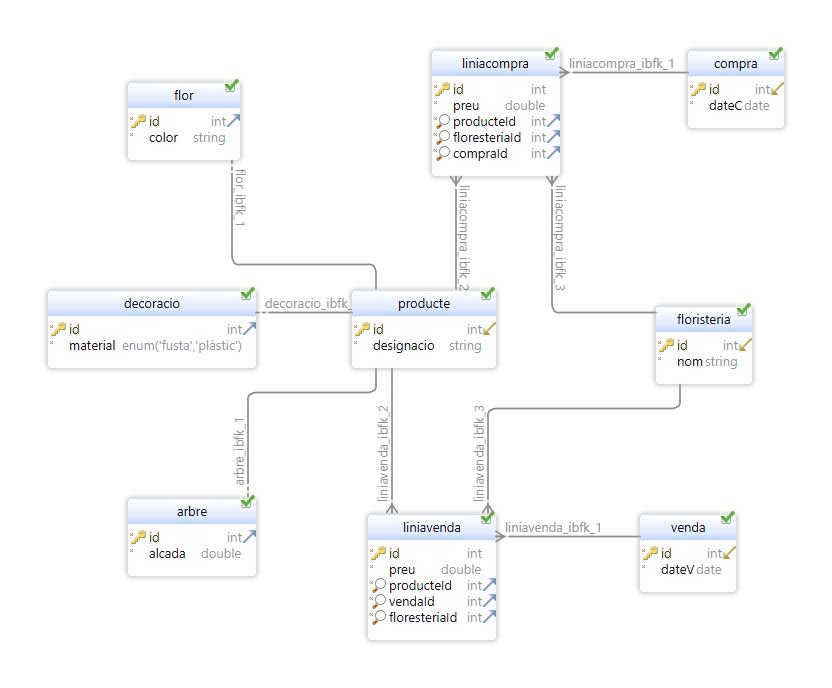 liniacompra
id int
preu double
producteId int
floresteriaId int
compraId int
liniacompra_ibfk_1
compra
id int
dateC date
flor
id int
color string
flor_ibfk_1
liniacompra_ibfk_2
liniacompra_ibfk_3
decoracio
id int
material enum('fusta','plàstic')
decoracio_ibfk_
producte
id int
designacio string
floristeria
id int
nom string
arbre_ibfk_1
liniavenda_ibfk_2
liniavenda_ibfk_3
arbre
id int
alcada double
liniavenda
id int
preu double
producteId int
vendaId int
floresteriaId int
liniavenda_ibfk_1
venda
id int
dateV date